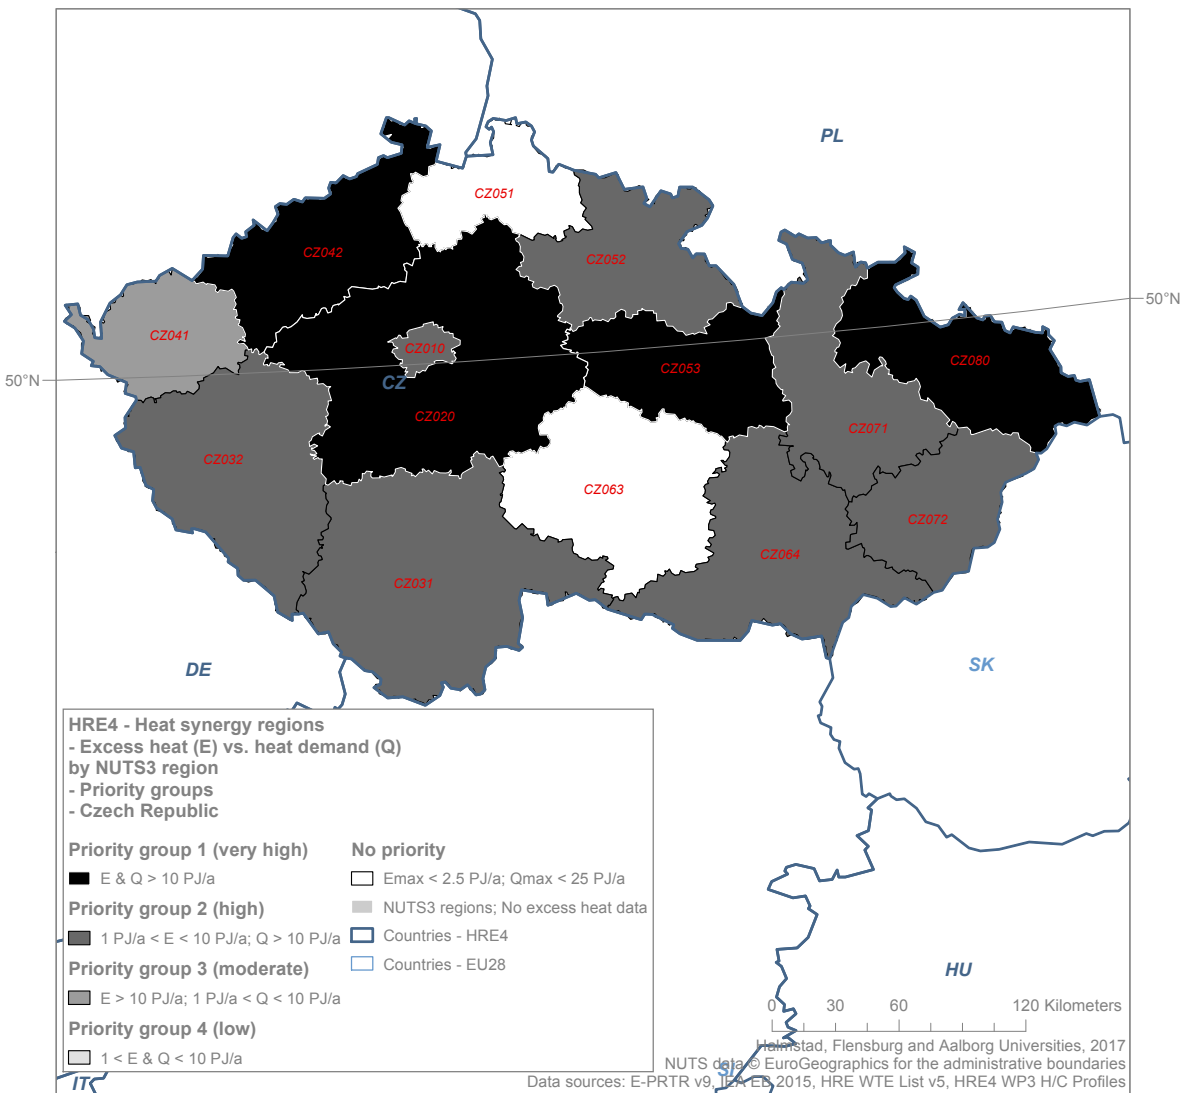 PL
CZ051
CZ042
CZ052
50°N
CZ041
CZ010
CZ053
CZ080
50°N
CZ
CZ020
CZ071
CZ032
CZ063
CZ072
CZ064
CZ031
DE
SK
HRE4 - Heat synergy regions
- Excess heat (E) vs. heat demand (Q)
by NUTS3 region
- Priority groups
- Czech Republic
Priority group 1 (very high)
E & Q > 10 PJ/a
Priority group 2 (high)
1 PJ/a < E < 10 PJ/a; Q > 10 PJ/a
Priority group 3 (moderate)
E > 10 PJ/a; 1 PJ/a < Q < 10 PJ/a
Priority group 4 (low)
1 < E & Q < 10 PJ/a
No priority
Emax < 2.5 PJ/a; Qmax < 25 PJ/a
NUTS3 regions; No excess heat data
Countries - HRE4
Countries - EU28
HU
0 30 60 120 Kilometers
Halmstad, Flensburg and Aalborg Universities, 2017
NUTS data © EuroGeographics for the administrative boundaries
SI
Data sources: E-PRTR v9, IEA EB 2015, HRE WTE List v5, HRE4 WP3 H/C Profiles
IT